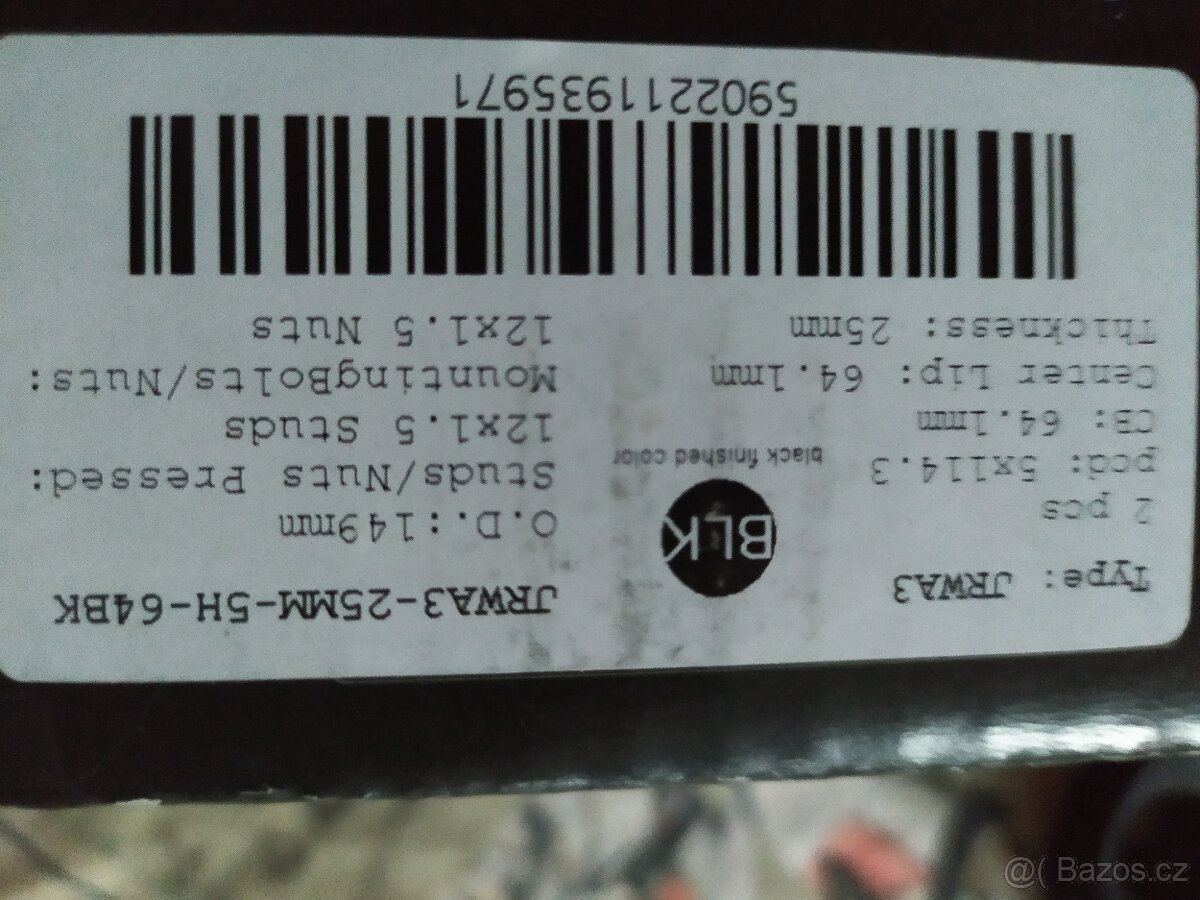 Type: JRWA3
JRWA3-25MM-5H-64BK
2 pcs
pcd: 5x114.3
CB: 64.1mm
Center Lip: 64.1mm
Thickness: 25mm
BLK
black finished color
O.D.:149mm
Studs/Nuts Pressed:
12x1.5 Studs
MountingBolts/Nuts:
12x1.5 Nuts
5902211935971
@( Bazos.cz